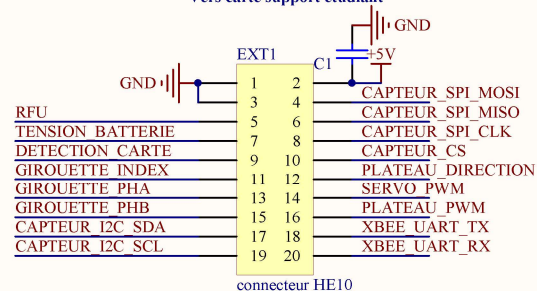 Vers carte support étudiant
GND
EXT1
C1
+5V
GND
1 2
3 4 CAPTEUR_SPI_MOSI
RFU 5 6 CAPTEUR_SPI_MISO
TENSION_BATTERIE 7 8 CAPTEUR_SPI_CLK
DETECTION_CARTE 9 10 CAPTEUR_CS
GIROUETTE_INDEX 11 12 PLATEAU_DIRECTION
GIROUETTE_PHA 13 14 SERVO_PWM
GIROUETTE_PHB 15 16 PLATEAU_PWM
CAPTEUR_I2C_SDA 17 18 XBEE_UART_TX
CAPTEUR_I2C_SCL 19 20 XBEE_UART_RX
connecteur HE10